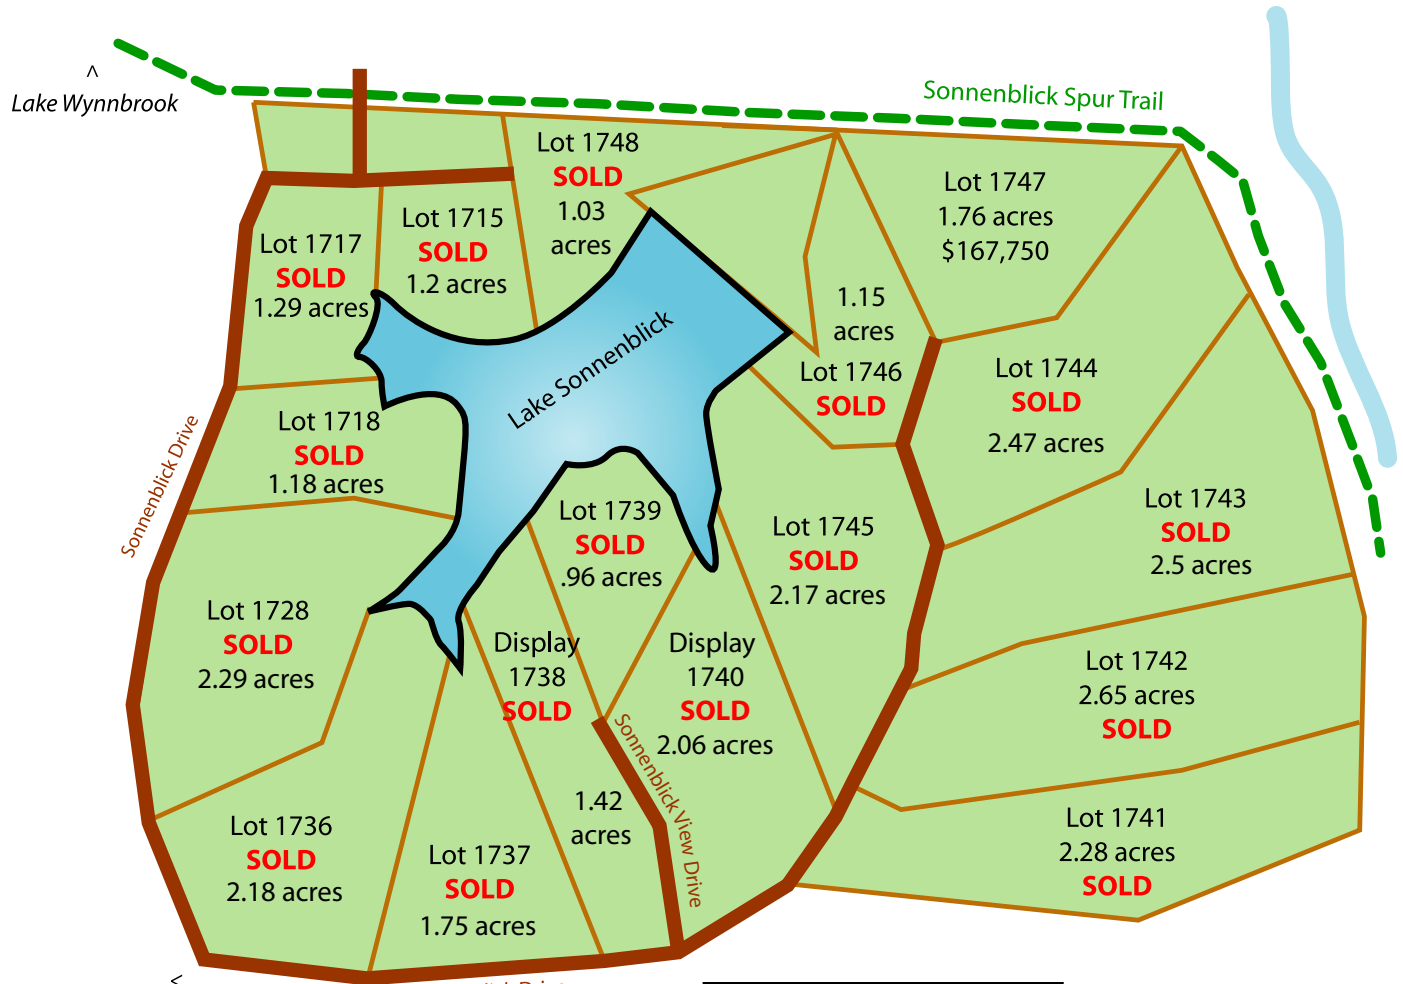 ^
Lake Wynnbrook
Sonnenblick Spur Trail
Lot 1748
SOLD
1.03
acres
Lot 1747
1.76 acres
$167,750
Lot 1715
SOLD
1.2 acres
Lot 1717
SOLD
1.29 acres
1.15
acres
Lot 1746
SOLD
Lake Sonnenblick
Lot 1744
SOLD
2.47 acres
Lot 1718
SOLD
1.18 acres
Sonnenblick Drive
Lot 1743
SOLD
2.5 acres
Lot 1739
SOLD
.96 acres
Lot 1745
SOLD
2.17 acres
Lot 1728
SOLD
2.29 acres
Display
1738
SOLD
1.42
acres
Display
1740
SOLD
2.06 acres
Sonnenblick View Drive
Lot 1742
2.65 acres
SOLD
Lot 1736
SOLD
2.18 acres
Lot 1737
SOLD
1.75 acres
Lot 1741
2.28 acres
SOLD
<